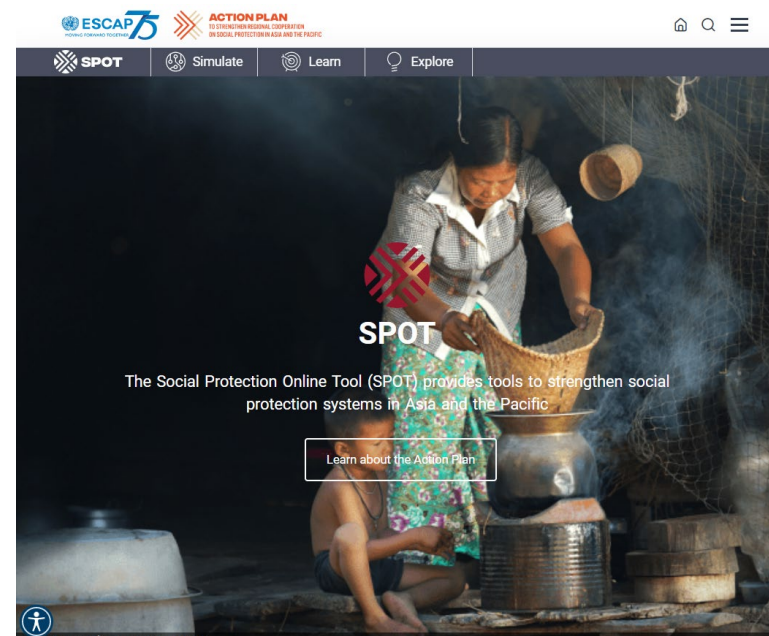 ESCAP 75
MOVING FORWARD TOGETHER
ACTION PLAN
TO STRENGTHEN REGIONAL COOPERATION
ON SOCIAL PROTECTION IN ASIA AND THE PACIFIC
SPOT
Simulate
Learn
Explore
SPOT
The Social Protection Online Tool (SPOT) provides tools to strengthen social
protection systems in Asia and the Pacific
Learn about the Action Plan